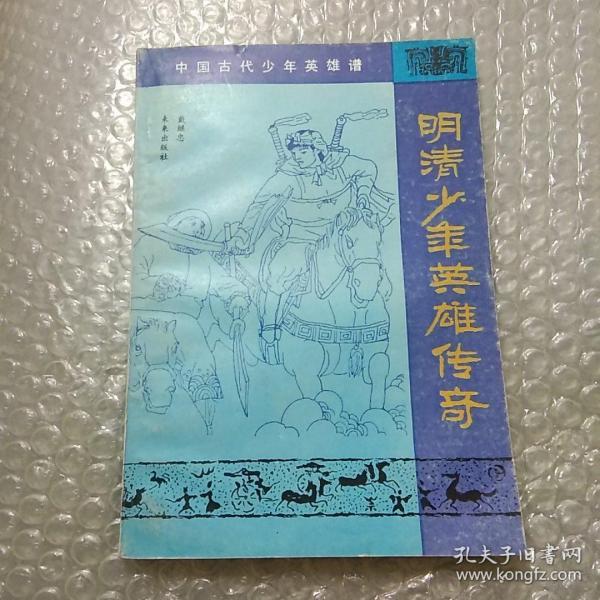 中国古代少年英雄谱
明清少年英雄传奇
戴继忠
未来出版社
孔夫子旧书网
www.kongfz.com